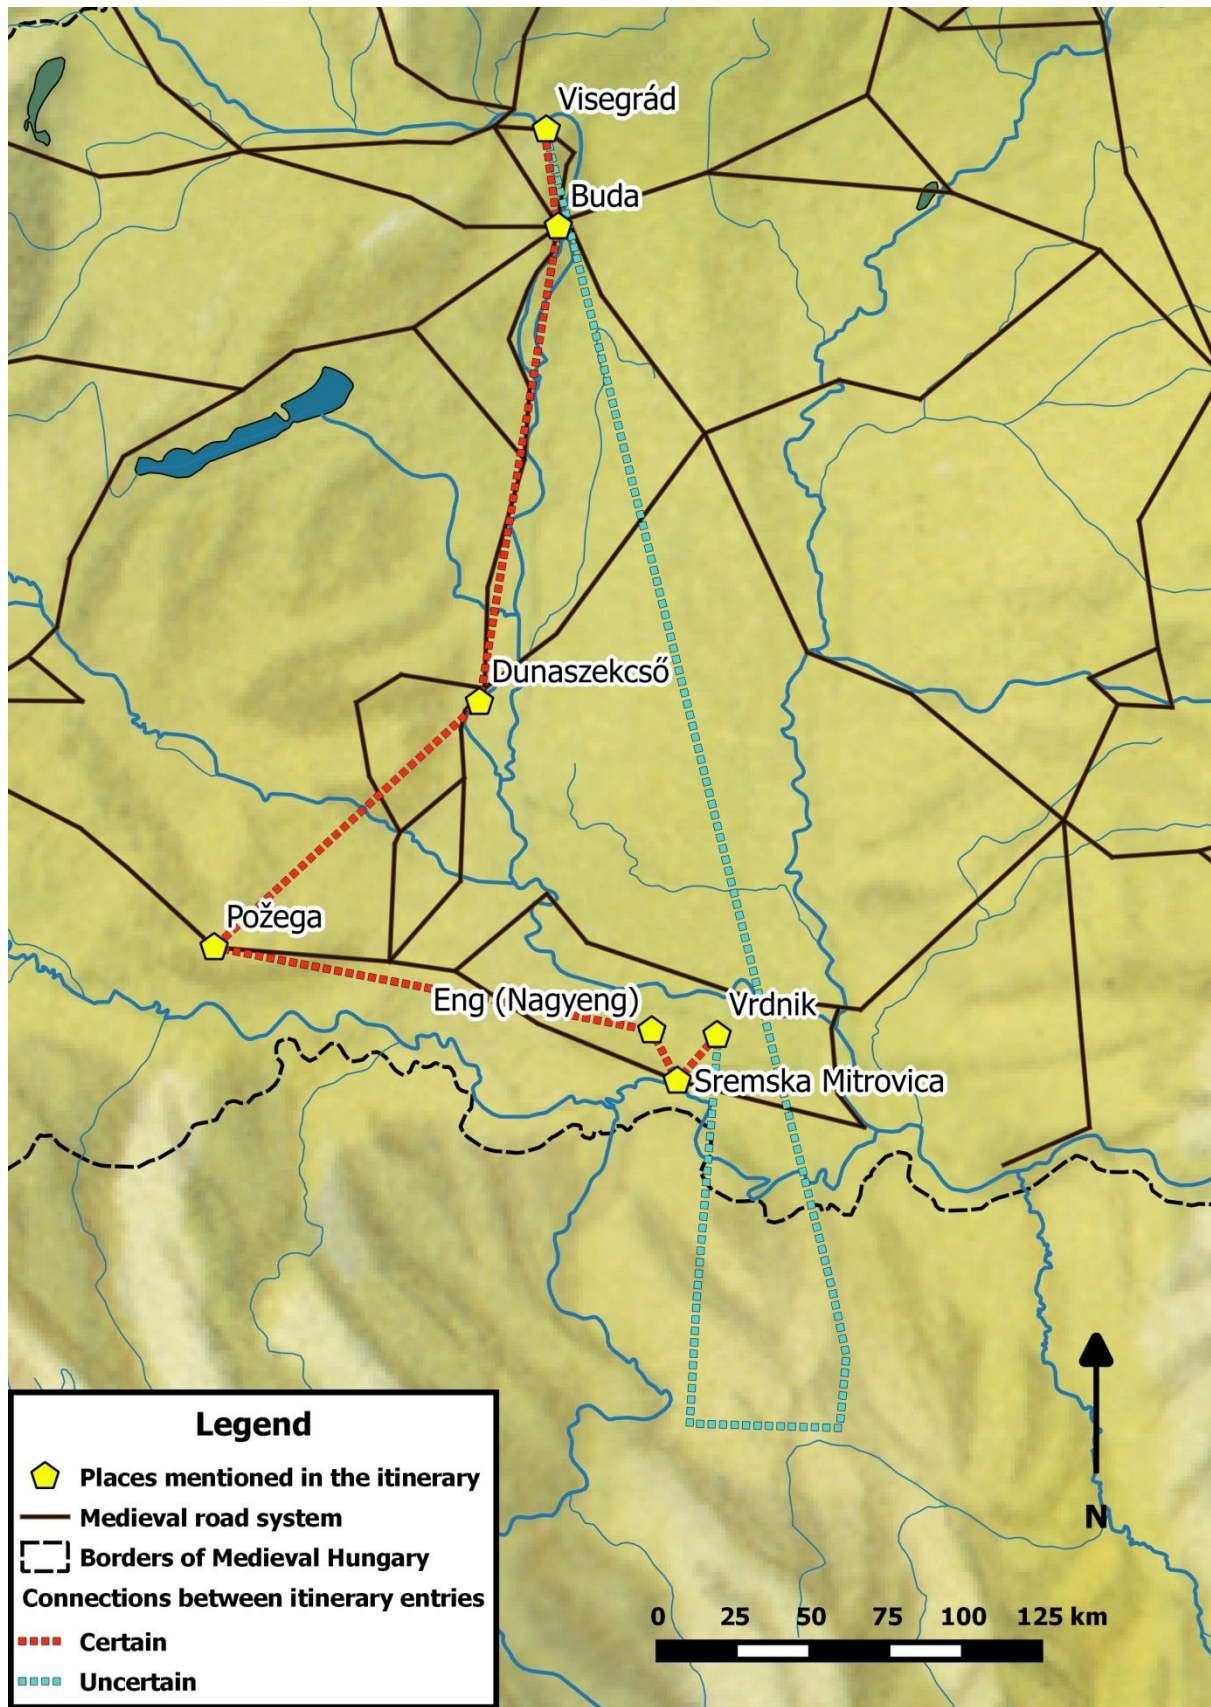 Visegrád
Buda
Dunaszekcső
Požega
Eng (Nagyeng)
Vrdnik
Sremska Mitrovica
N
Legend
Places mentioned in the itinerary
Medieval road system
Borders of Medieval Hungary
Connections between itinerary entries
Certain
Uncertain
0 25 50 75 100 125 km